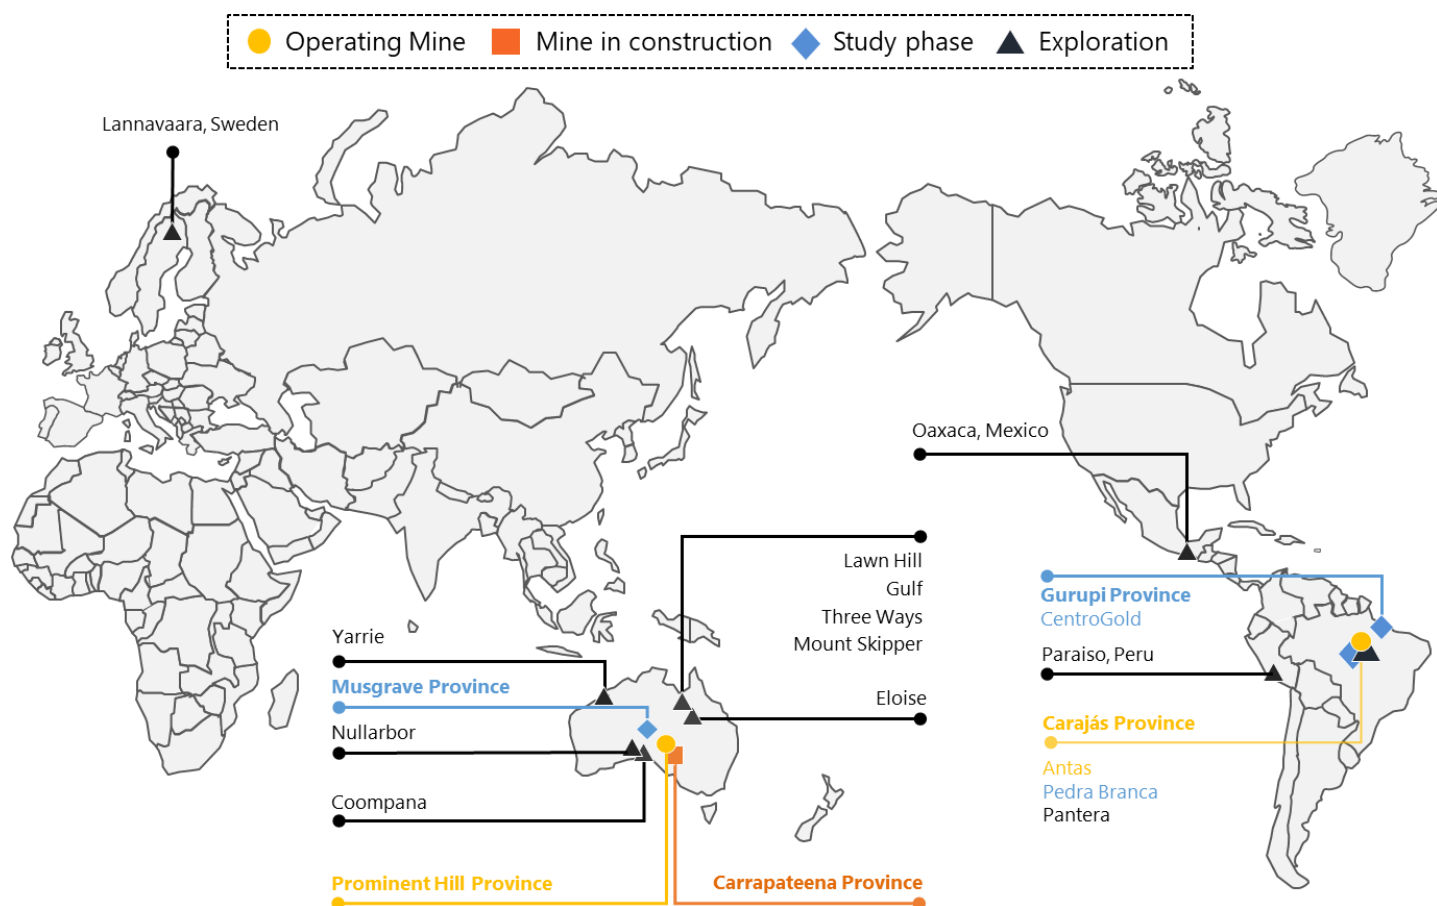 Operating Mine Mine in construction Study phase Exploration
Lannavaara, Sweden
Oaxaca, Mexico
Lawn Hill
Gulf
Three Ways
Mount Skipper
Eloise
Yarrie
Musgrave Province
Nullarbor
Coompana
Prominent Hill Province
Carrapateena Province
Gurupi Province
CentroGold
Paraiso, Peru
Carajás Province
Antas
Pedra Branca
Pantera